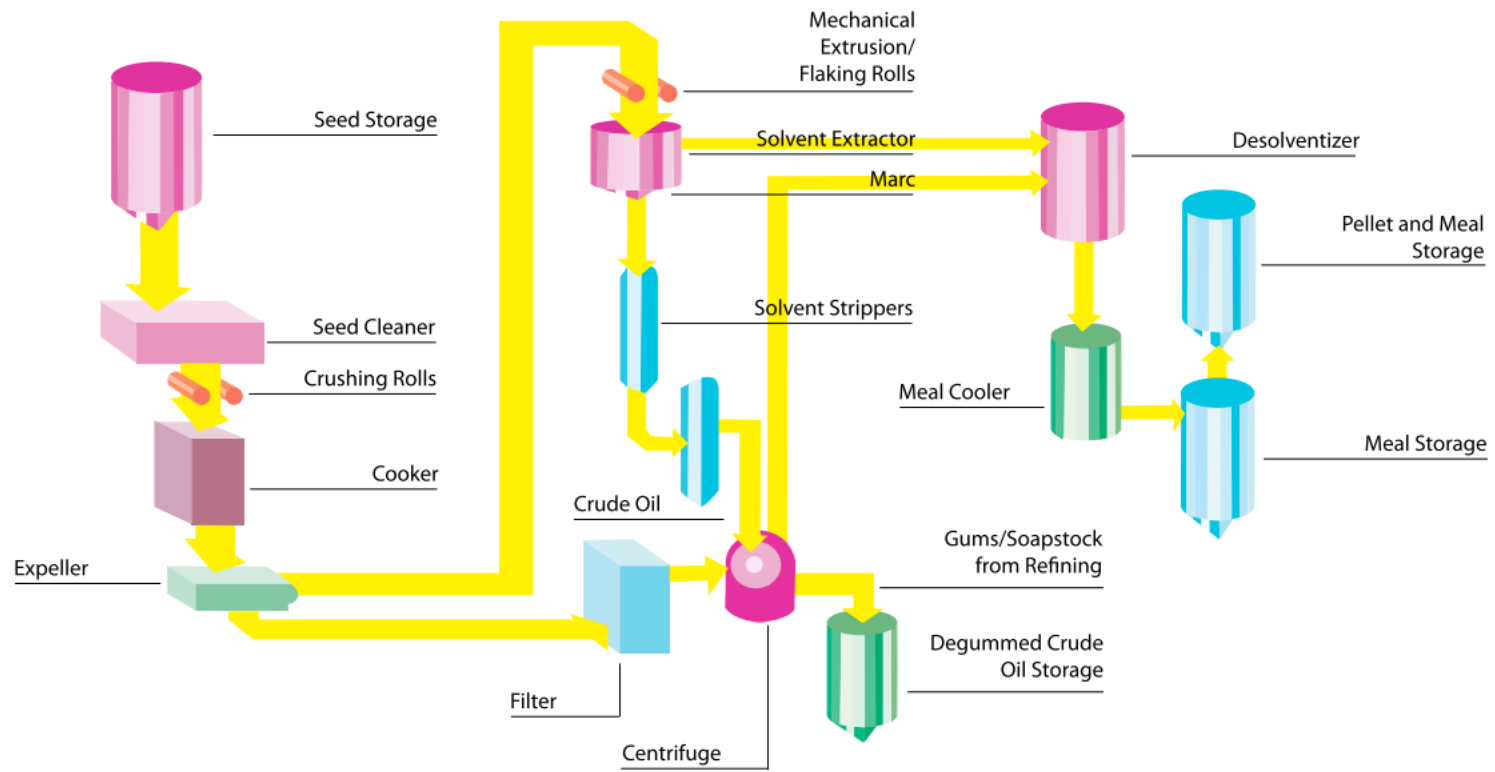 Mechanical
Extrusion/
Flaking Rolls
Seed Storage
Solvent Extractor
Desolventizer
Marc
Pellet and Meal
Storage
Solvent Strippers
Seed Cleaner
Crushing Rolls
Meal Cooler
Meal Storage
Cooker
Crude Oil
Gums/Soapstock
from Refining
Expeller
Degummed Crude
Oil Storage
Filter
Centrifuge